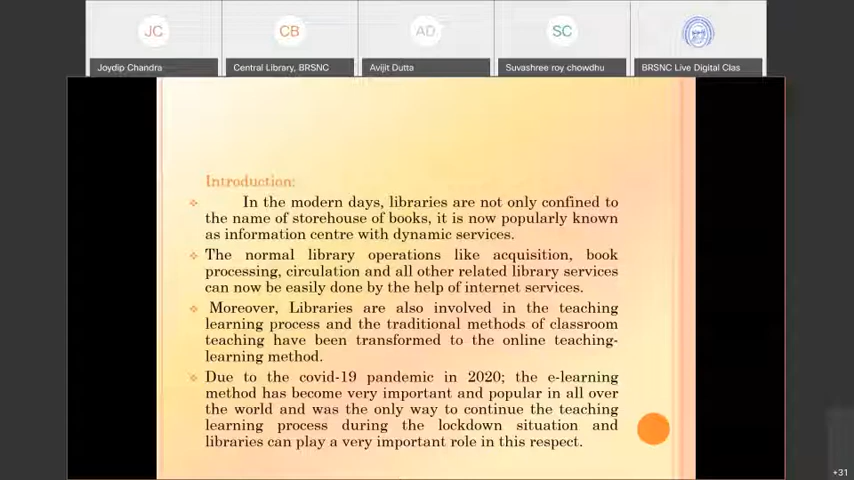 JC
CB
AD
SC
Joydip Chandra
Central Library, BRSNC
Avijit Dutta
Suvashree roy chowdhu
BRSNC Live Digital Clas
Introduction:
In the modern days, libraries are not only confined to
the name of storehouse of books, it is now popularly known
as information centre with dynamic services.
The normal library operations like acquisition, book
processing, circulation and all other related library services
can now be easily done by the help of internet services.
Moreover, Libraries are also involved in the teaching
learning process and the traditional methods of classroom
teaching have been transformed to the online teaching-
learning method.
Due to the covid-19 pandemic in 2020; the e-learning
method has become very important and popular in all over
the world and was the only way to continue the teaching
learning process during the lockdown situation and
libraries can play a very important role in this respect.
+31